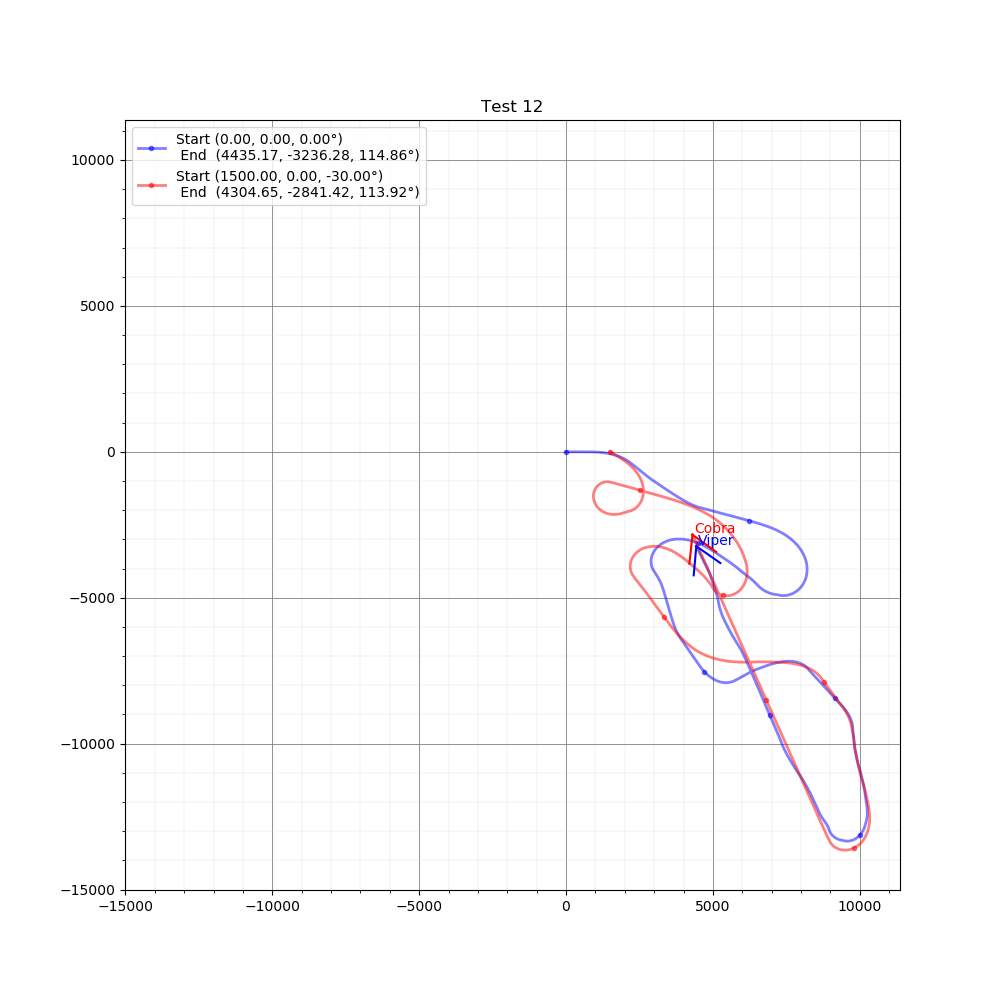 Test 12
Start (0.00, 0.00, 0.00°)
End (4435.17, -3236.28, 114.86°)
Start (1500.00, 0.00, -30.00°)
End (4304.65, -2841.42, 113.92°)
10000
5000
0
−5000
−10000
−15000
Cobra
Viper
−15000
−10000
−5000
0
5000
10000